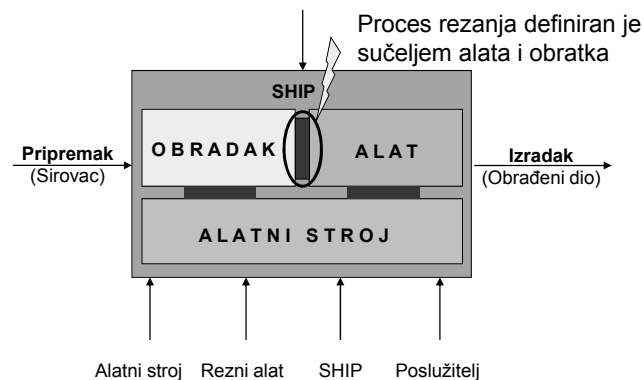 Proces rezanja definiran je
sučeljem alata i obratka
SHIP
OBRADAK
ALAT
Pripremak
(Sirovac)
Izradak
(Obrađeni dio)
ALATNI STROJ
Alatni stroj Rezni alat SHIP Poslužitelj